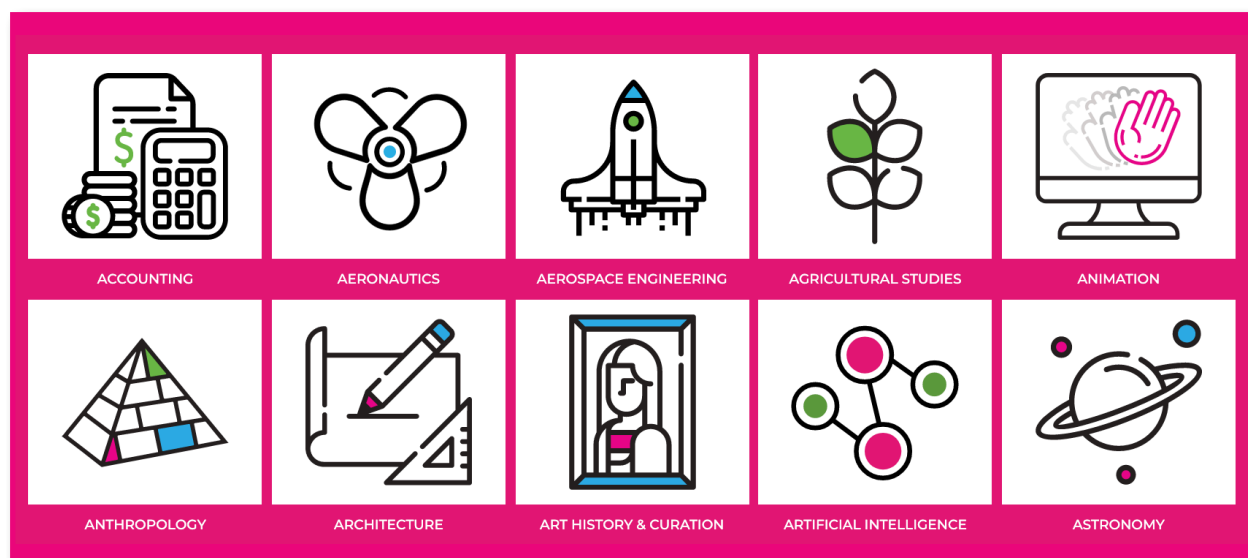 $
$
ACCOUNTING
AERONAUTICS
AEROSPACE ENGINEERING
AGRICULTURAL STUDIES
ANIMATION
ANTHROPOLOGY
ARCHITECTURE
ART HISTORY & CURATION
ARTIFICIAL INTELLIGENCE
ASTRONOMY